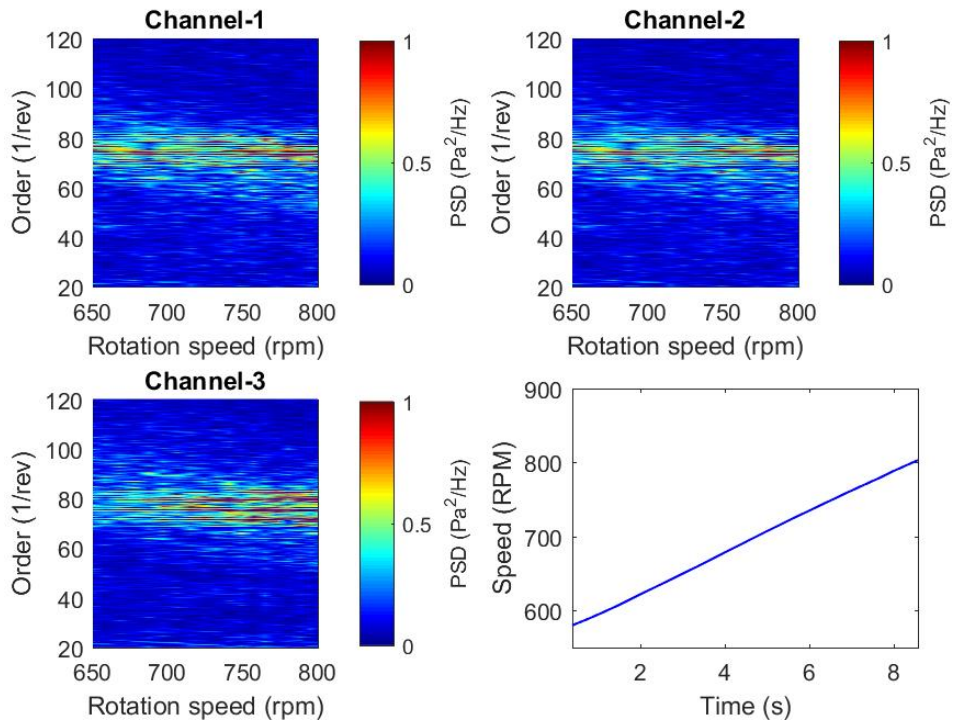 Channel-1
120
100
80
60
40
20
650 700 750 800
Order (1/rev)
Rotation speed (rpm)
1
0.5
0
PSD (Pa²/Hz)
Channel-2
120
100
80
60
40
20
650 700 750 800
Order (1/rev)
Rotation speed (rpm)
1
0.5
0
PSD (Pa²/Hz)
Channel-3
120
100
80
60
40
20
650 700 750 800
Order (1/rev)
Rotation speed (rpm)
1
0.5
0
PSD (Pa²/Hz)
900
800
700
600
2 4 6 8
Speed (RPM)
Time (s)